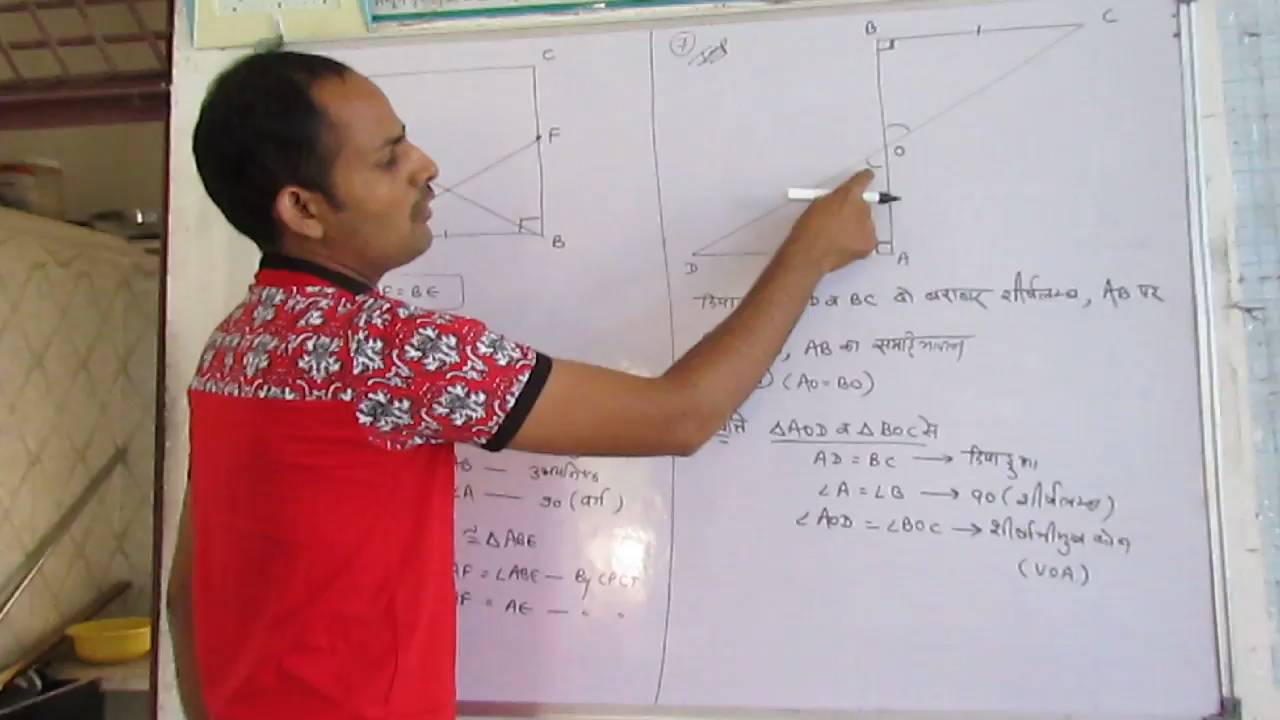 C
F
B
F = BE
AB — उभयनिष्ठ
∠A — 90 (वर्ग)
≅ ΔABE
AF = ∠ABE — By CPCT
AF = AE — " "
7
B
C
O
D
A
व BC दो बराबर शीर्षलम्ब, AB पर
, AB का समद्विभाजन
(AO=BO)
ΔAOD व ΔBOC से
AD = BC → दिया हुआ
∠A = ∠B → 90 (शीर्षलम्ब)
∠AOD = ∠BOC → शीर्षाभिमुख कोण
(VOA)